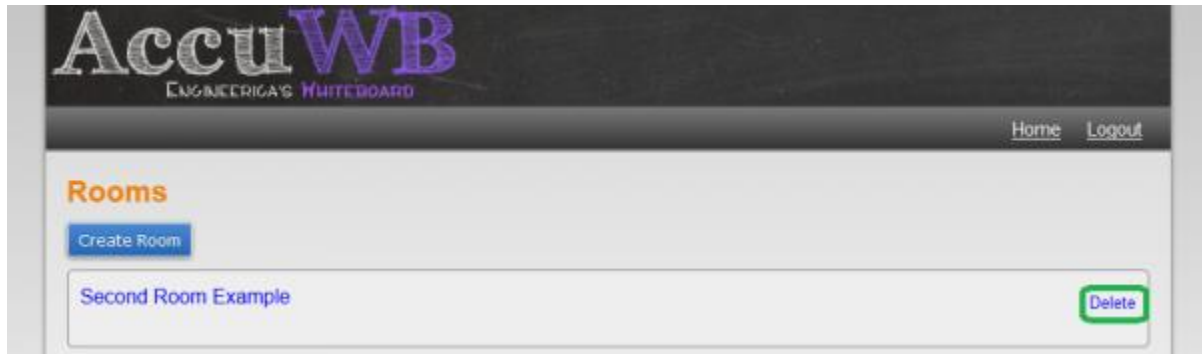 AccuWB
ENGINEERICA'S WHITEBOARD
Home Logout
Rooms
Create Room
Second Room Example Delete